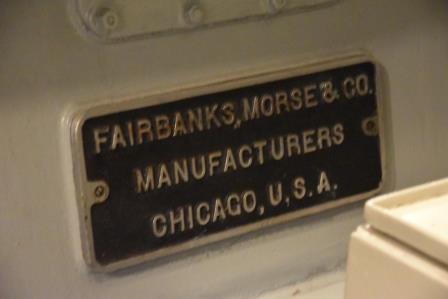 FAIRBANKS, MORSE & CO.
MANUFACTURERS
CHICAGO, U.S.A.